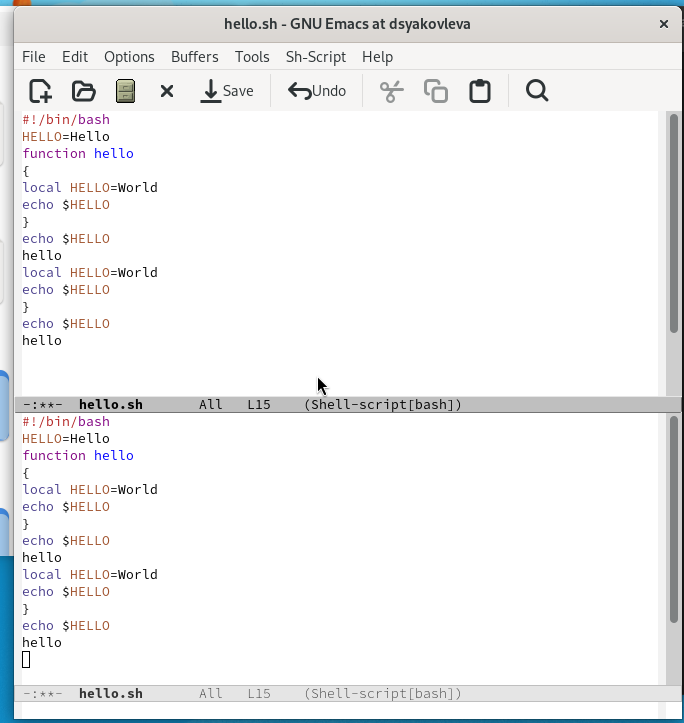 hello.sh - GNU Emacs at dsyakovleva
File Edit Options Buffers Tools Sh-Script Help
Save Undo
#!/bin/bash
HELLO=Hello
function hello
{
local HELLO=World
echo $HELLO
}
echo $HELLO
hello
local HELLO=World
echo $HELLO
}
echo $HELLO
hello
-:**- hello.sh All L15 (Shell-script[bash])
#!/bin/bash
HELLO=Hello
function hello
{
local HELLO=World
echo $HELLO
}
echo $HELLO
hello
local HELLO=World
echo $HELLO
}
echo $HELLO
hello
-:**- hello.sh All L15 (Shell-script[bash])